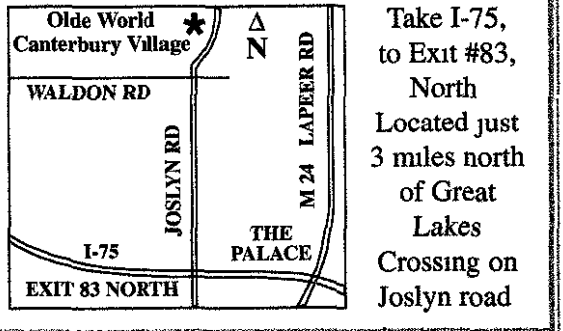 Olde World
Canterbury Village
*
Δ
N
WALDON RD
JOSLYN RD
M 24 LAPEER RD
THE
PALACE
I-75
EXIT 83 NORTH
Take I-75,
to Exit #83,
North
Located just
3 miles north
of Great
Lakes
Crossing on
Joslyn road